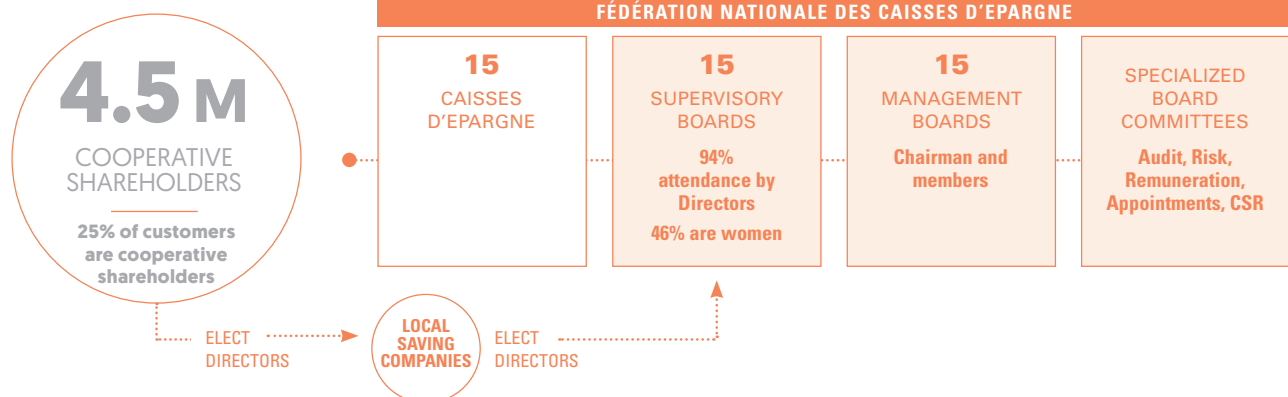 FÉDÉRATION NATIONALE DES CAISSES D'EPARGNE
4.5 M
COOPERATIVE
SHAREHOLDERS
25% of customers
are cooperative
shareholders
15
CAISSES
D'EPARGNE
15
SUPERVISORY
BOARDS
94%
attendance by
Directors
46% are women
15
MANAGEMENT
BOARDS
Chairman and
members
SPECIALIZED
BOARD
COMMITTEES
Audit, Risk,
Remuneration,
Appointments, CSR
ELECT
DIRECTORS
LOCAL
SAVING
COMPANIES
ELECT
DIRECTORS